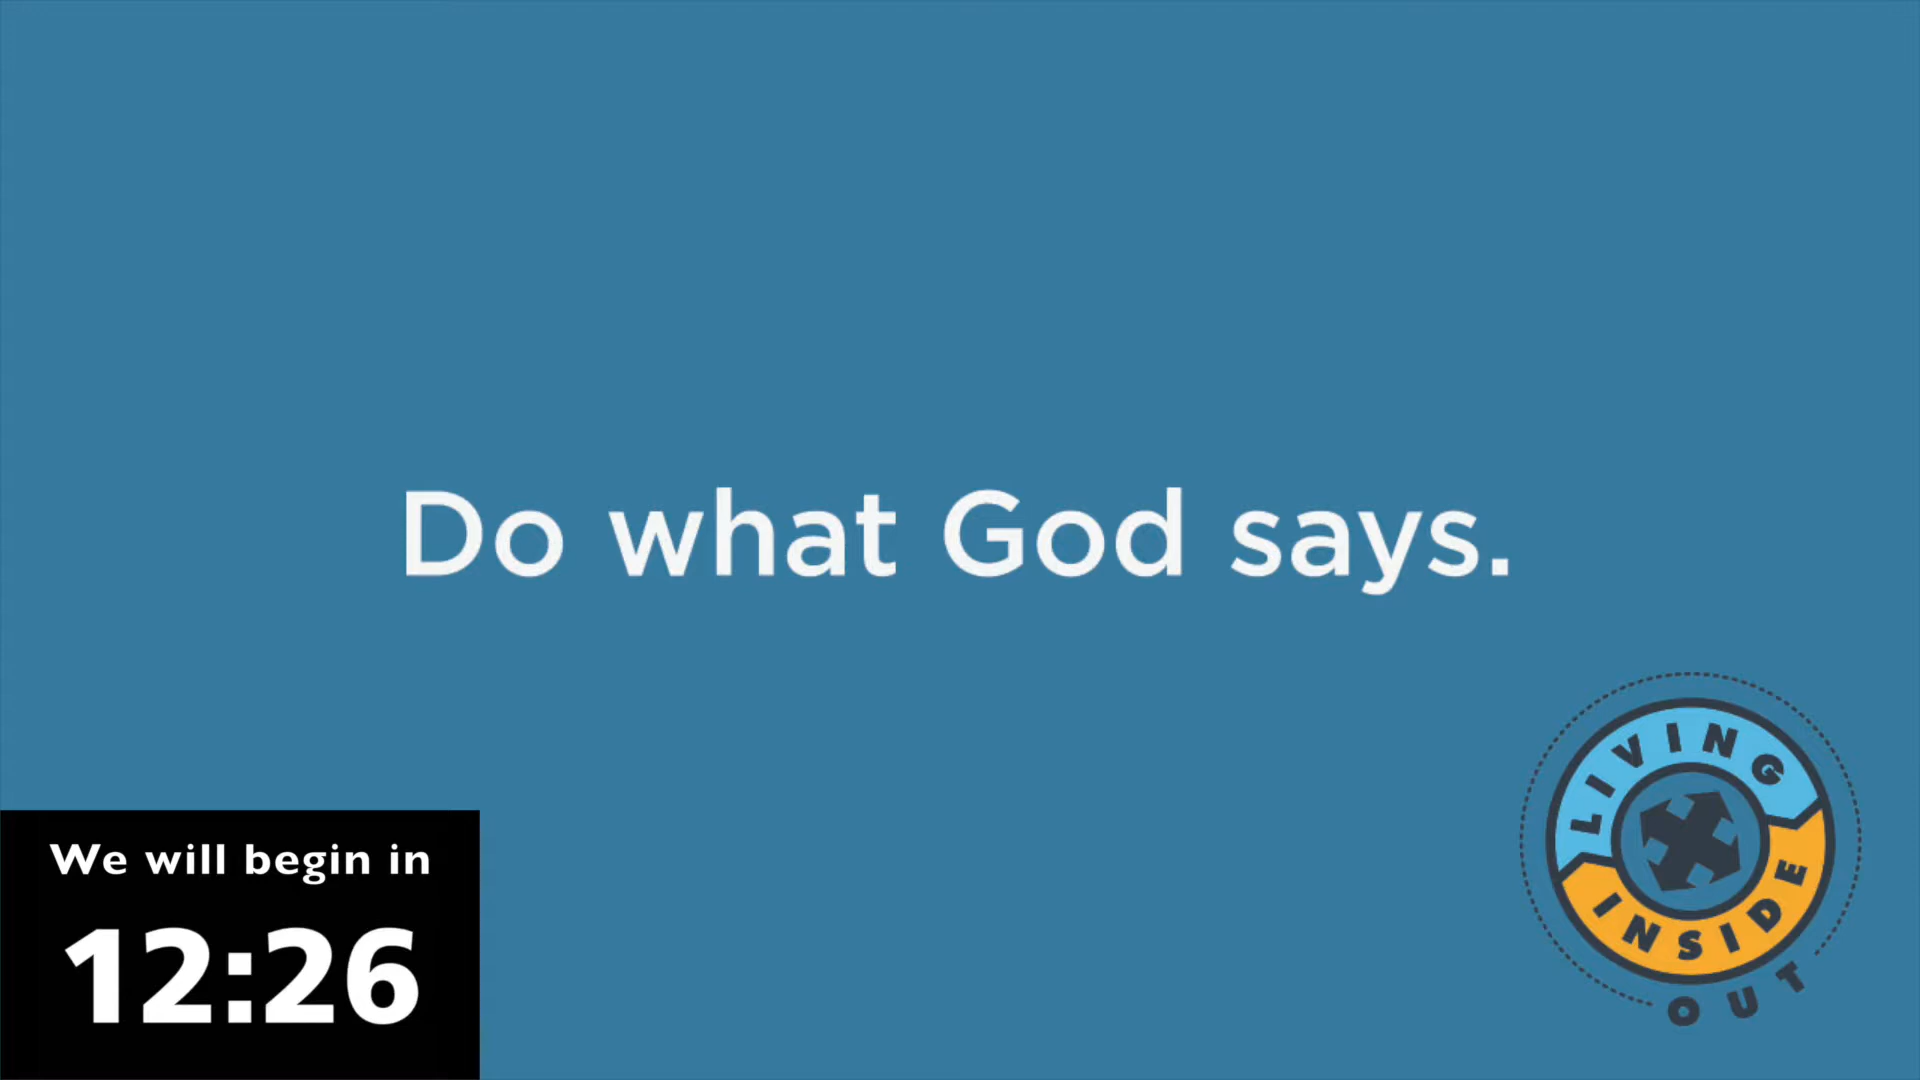 Do what God says.
We will begin in
12:26
LIVING
INSIDE
OUT